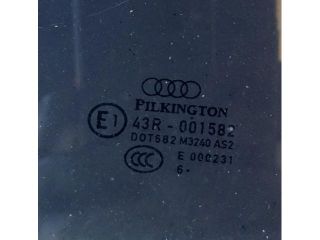 PILKINGTON
E1 43R - 001582
DOT682 M3240 AS2
CCC E 000231
6.